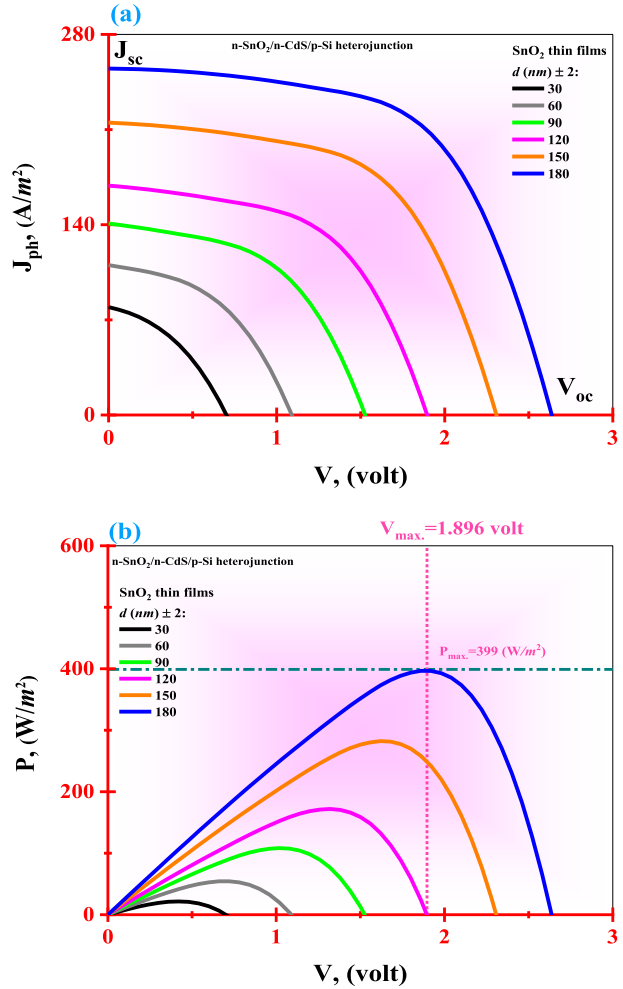 (a)
280
J_sc
n-SnO₂/n-CdS/p-Si heterojunction
SnO₂ thin films
d (nm) ± 2:
30
60
90
120
150
180
140
J_ph, (A/m²)
0
V_oc
0
1
2
3
V, (volt)
(b)
V_max.=1.896 volt
600
n-SnO₂/n-CdS/p-Si heterojunction
SnO₂ thin films
d (nm) ± 2:
30
60
90
120
150
180
P_max.=399 (W/m²)
400
P, (W/m²)
200
0
0
1
2
3
V, (volt)